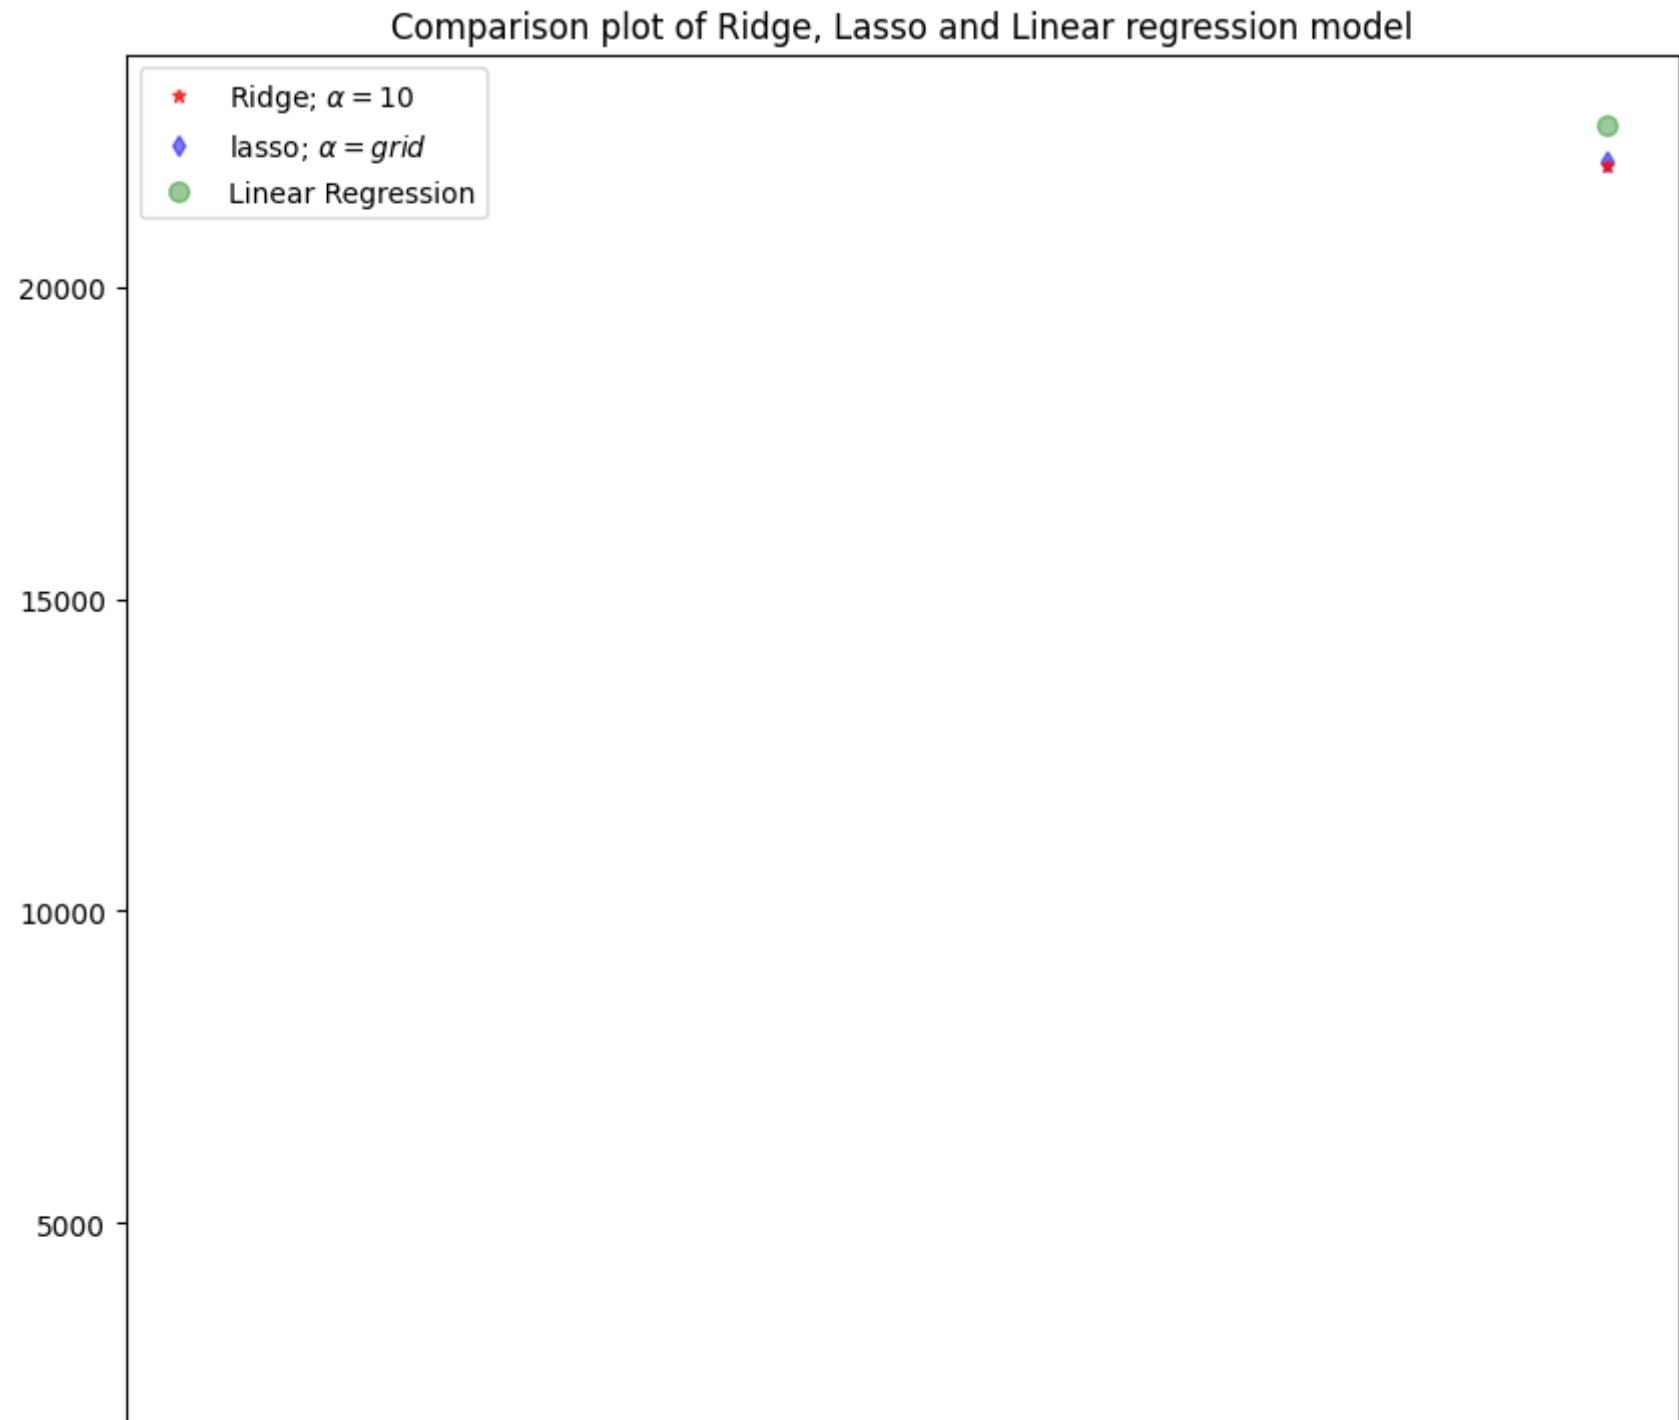 Comparison plot of Ridge, Lasso and Linear regression model
Ridge; α = 10
lasso; α = grid
Linear Regression
20000
15000
10000
5000